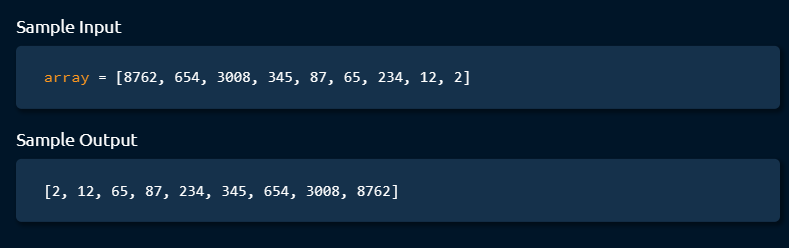 Sample Input
array = [8762, 654, 3008, 345, 87, 65, 234, 12, 2]
Sample Output
[2, 12, 65, 87, 234, 345, 654, 3008, 8762]